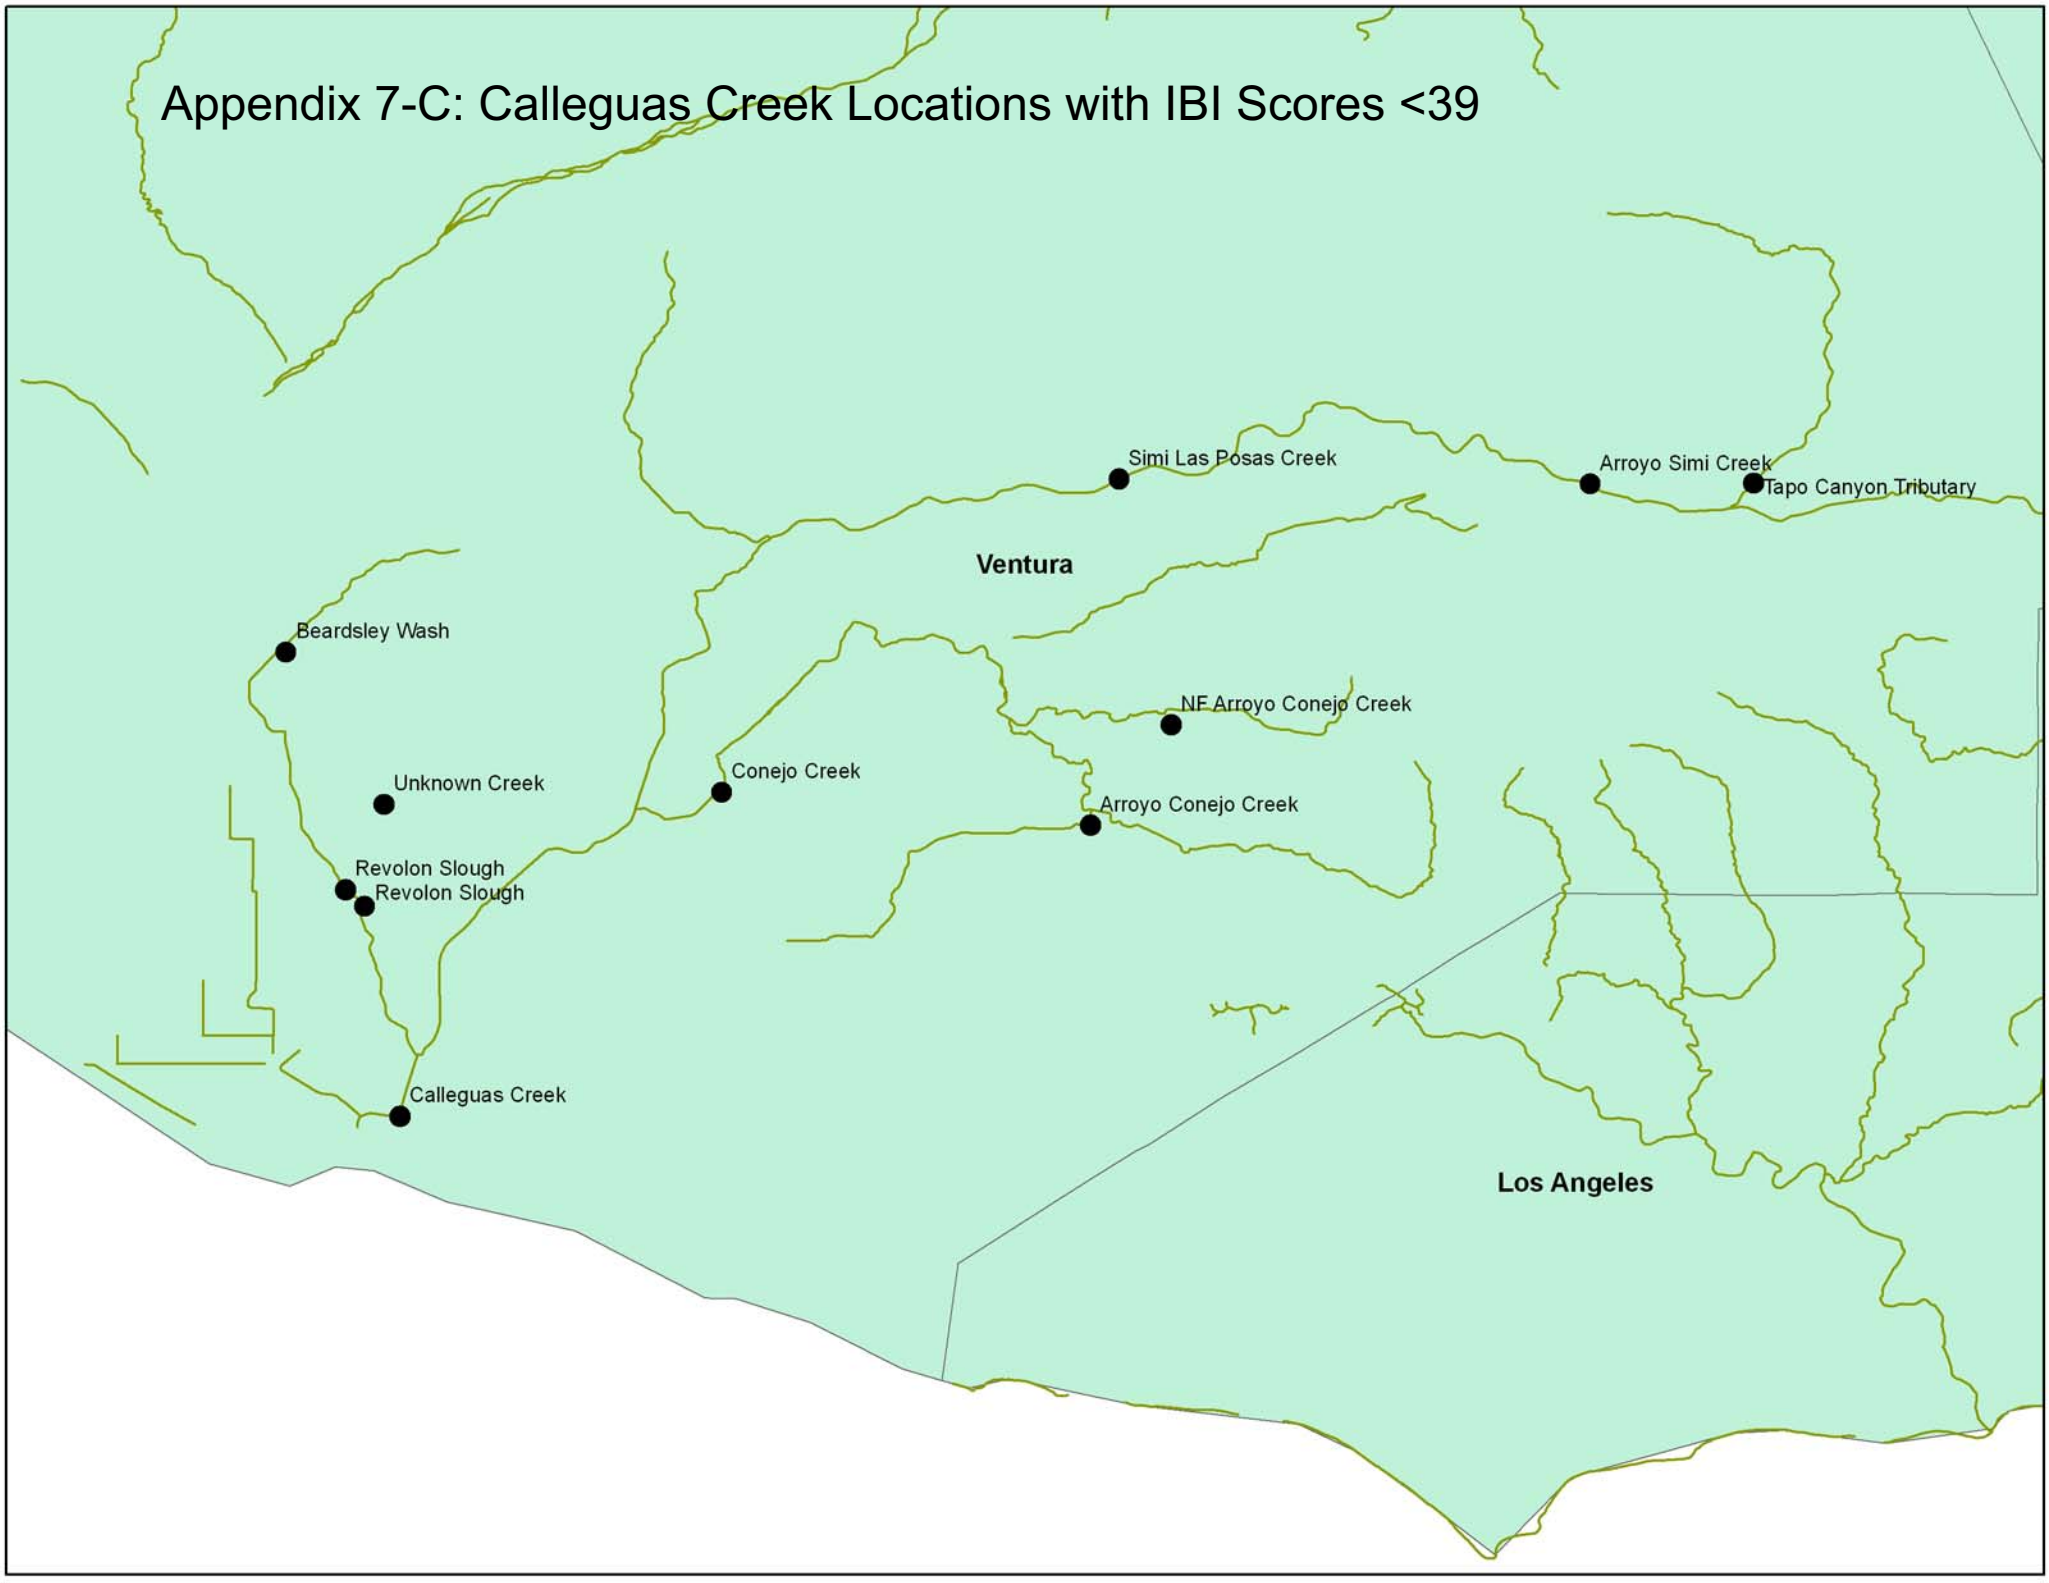 Appendix 7-C: Calleguas Creek Locations with IBI Scores <39
Simi Las Posas Creek
Arroyo Simi Creek
Tapo Canyon Tributary
Ventura
Beardsley Wash
NF Arroyo Conejo Creek
Conejo Creek
Unknown Creek
Arroyo Conejo Creek
Revolon Slough
Revolon Slough
Calleguas Creek
Los Angeles